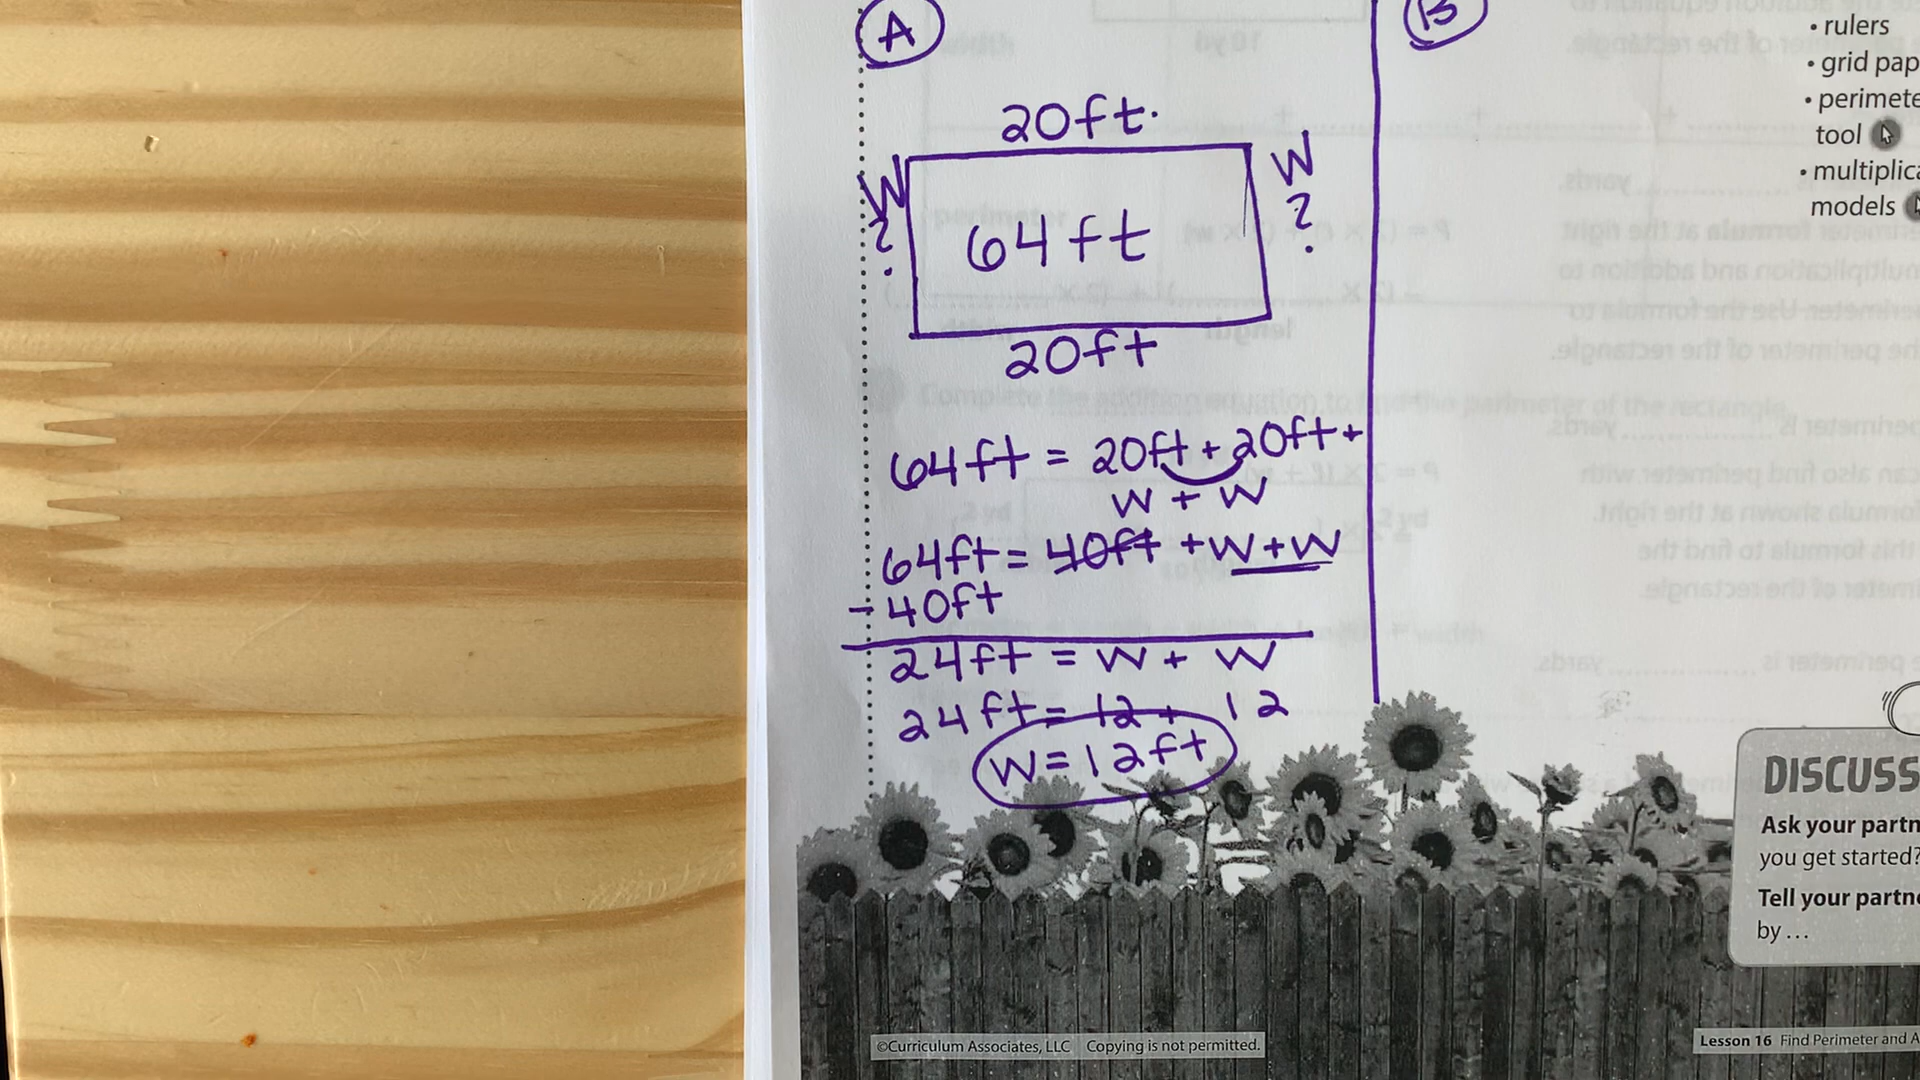 A
B
20ft.
W
?
64 ft
W
?
20ft
64ft = 20ft + 20ft +
W + W
64ft = 40ft + W + W
- 40ft
24ft = W + W
24ft = 12 + 12
W = 12ft
• rulers
• grid pap
• perimete
tool
• multiplica
models
DISCUSS
Ask your partn
you get started?
Tell your partne
by ...
©Curriculum Associates, LLC Copying is not permitted.
Lesson 16 Find Perimeter and A